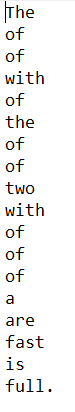 The
of
of
with
of
the
of
of
two
with
of
of
of
a
are
fast
is
full.